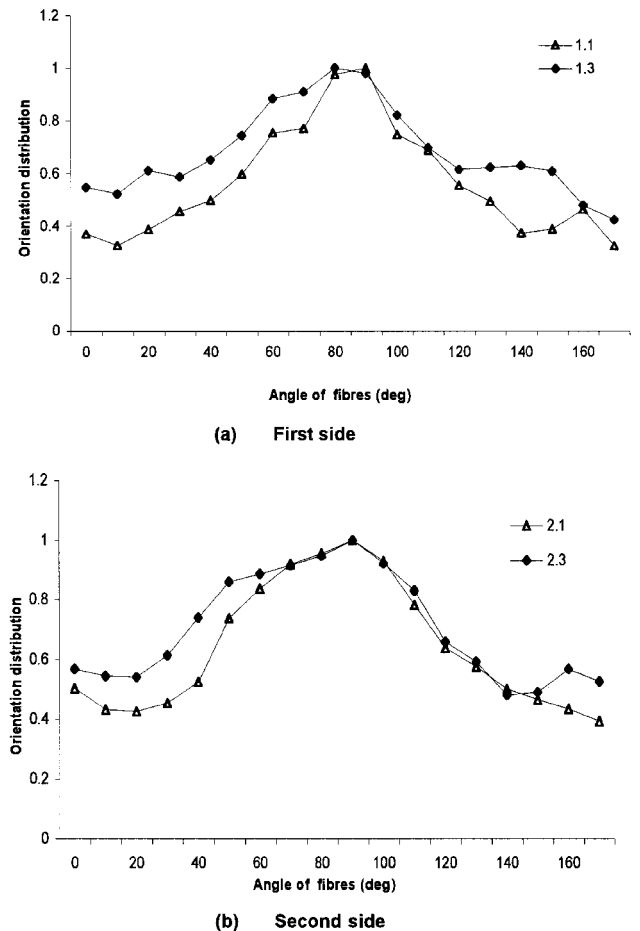 1.2
1
0.8
0.6
0.4
0.2
0
Orientation distribution
1.1
1.3
0 20 40 60 80 100 120 140 160
Angle of fibres (deg)
(a) First side
1.2
1
0.8
0.6
0.4
0.2
0
Orientation distribution
2.1
2.3
0 20 40 60 80 100 120 140 160
Angle of fibres (deg)
(b) Second side